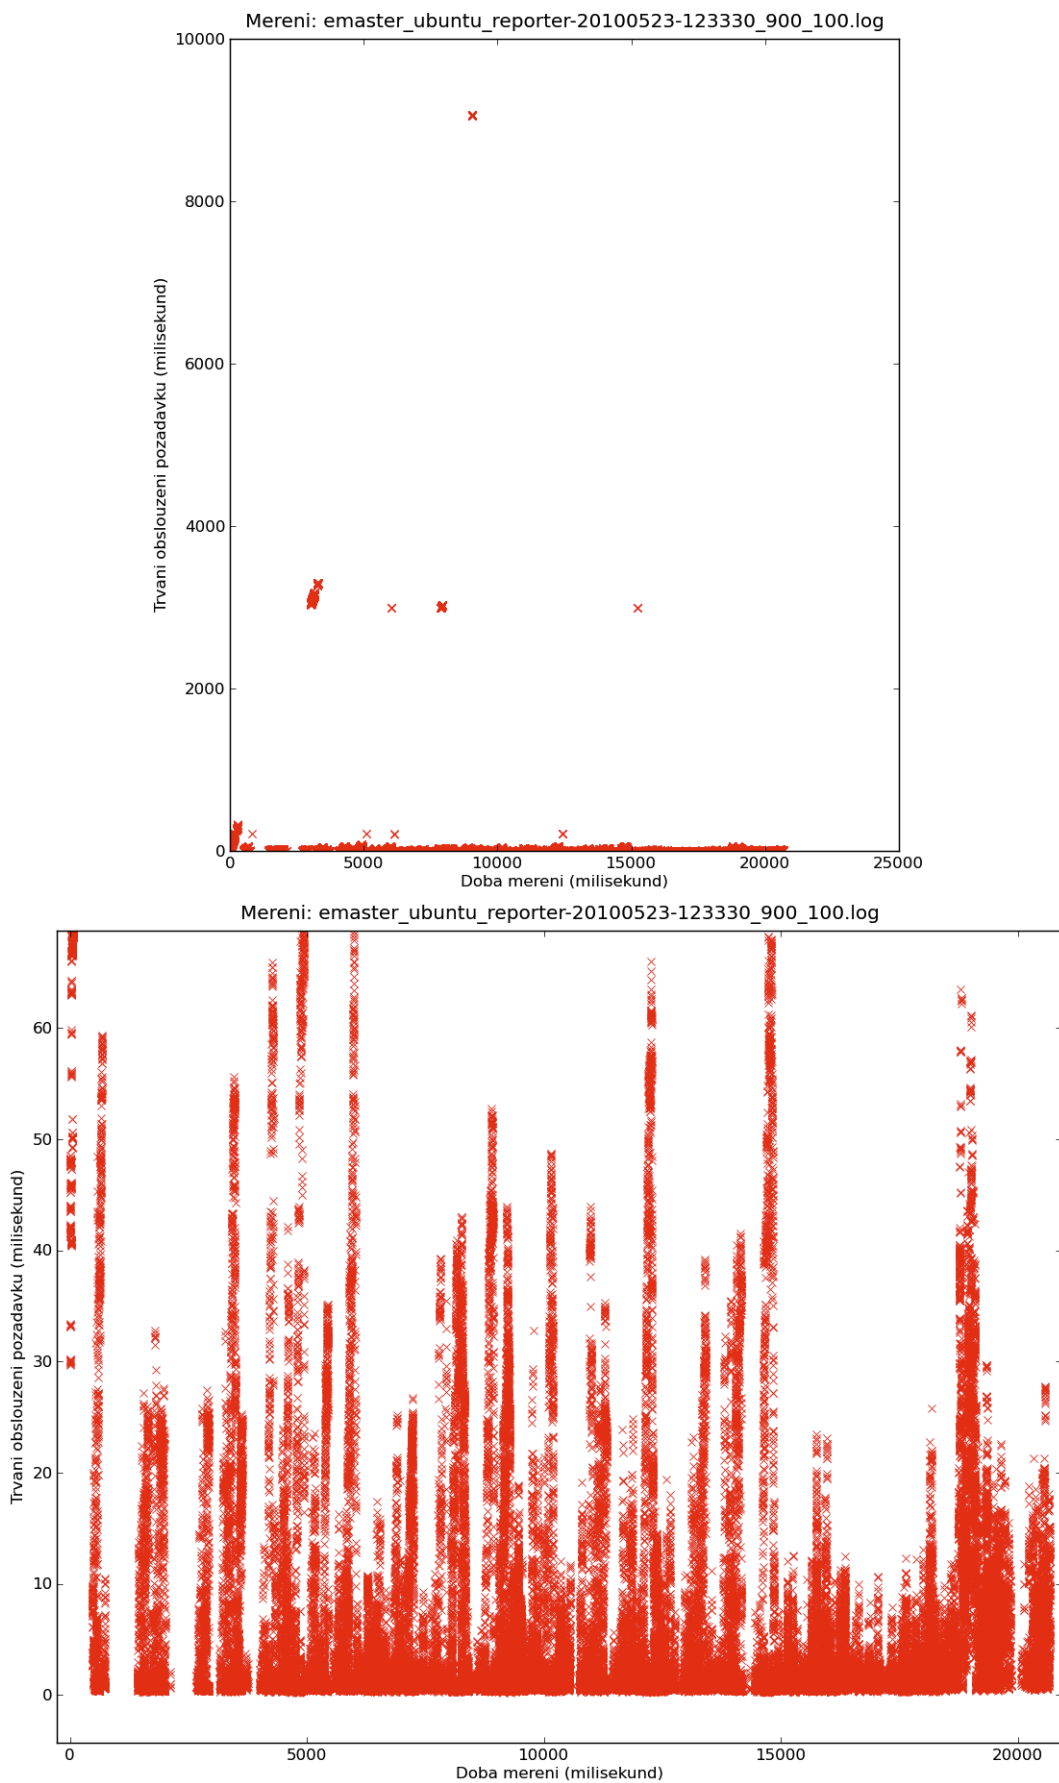 Mereni: emaster_ubuntu_reporter-20100523-123330_900_100.log
10000
8000
6000
4000
2000
0
Trvani obslouzeni pozadavku (milisekund)
0 5000 10000 15000 20000 25000
Doba mereni (milisekund)
Mereni: emaster_ubuntu_reporter-20100523-123330_900_100.log
60
50
40
30
20
10
0
Trvani obslouzeni pozadavku (milisekund)
0 5000 10000 15000 20000
Doba mereni (milisekund)